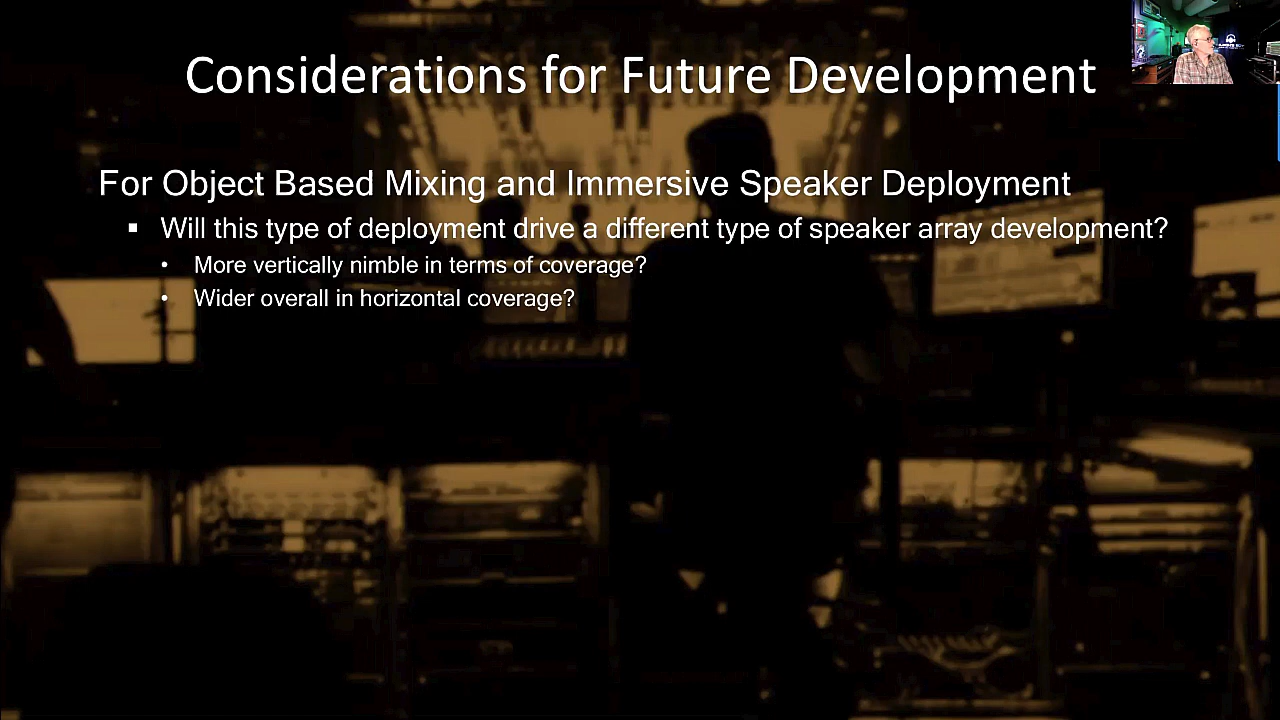 Considerations for Future Development
For Object Based Mixing and Immersive Speaker Deployment
▪ Will this type of deployment drive a different type of speaker array development?
• More vertically nimble in terms of coverage?
• Wider overall in horizontal coverage?